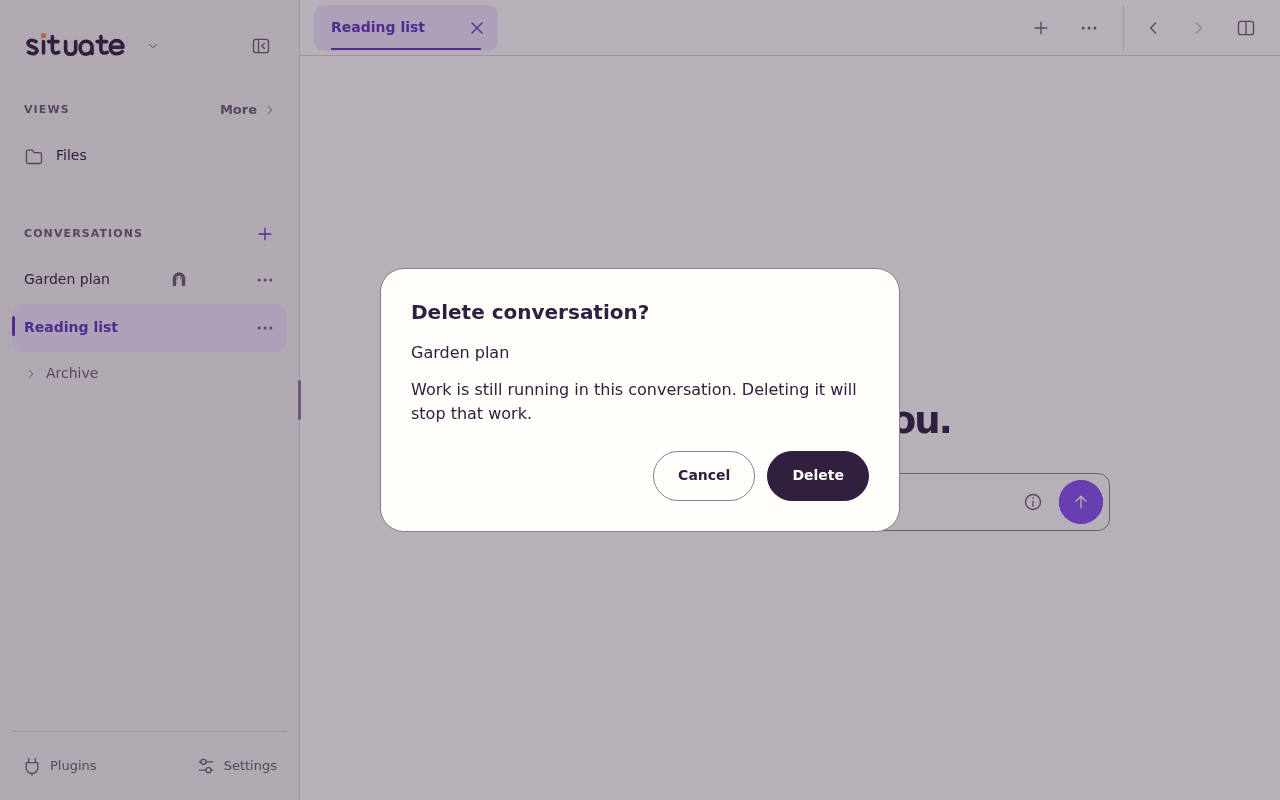 situate
Reading list
VIEWS
More
Files
CONVERSATIONS
Garden plan
Reading list
Archive
Delete conversation?
Garden plan
Work is still running in this conversation. Deleting it will
stop that work.
Cancel
Delete
Plugins
Settings